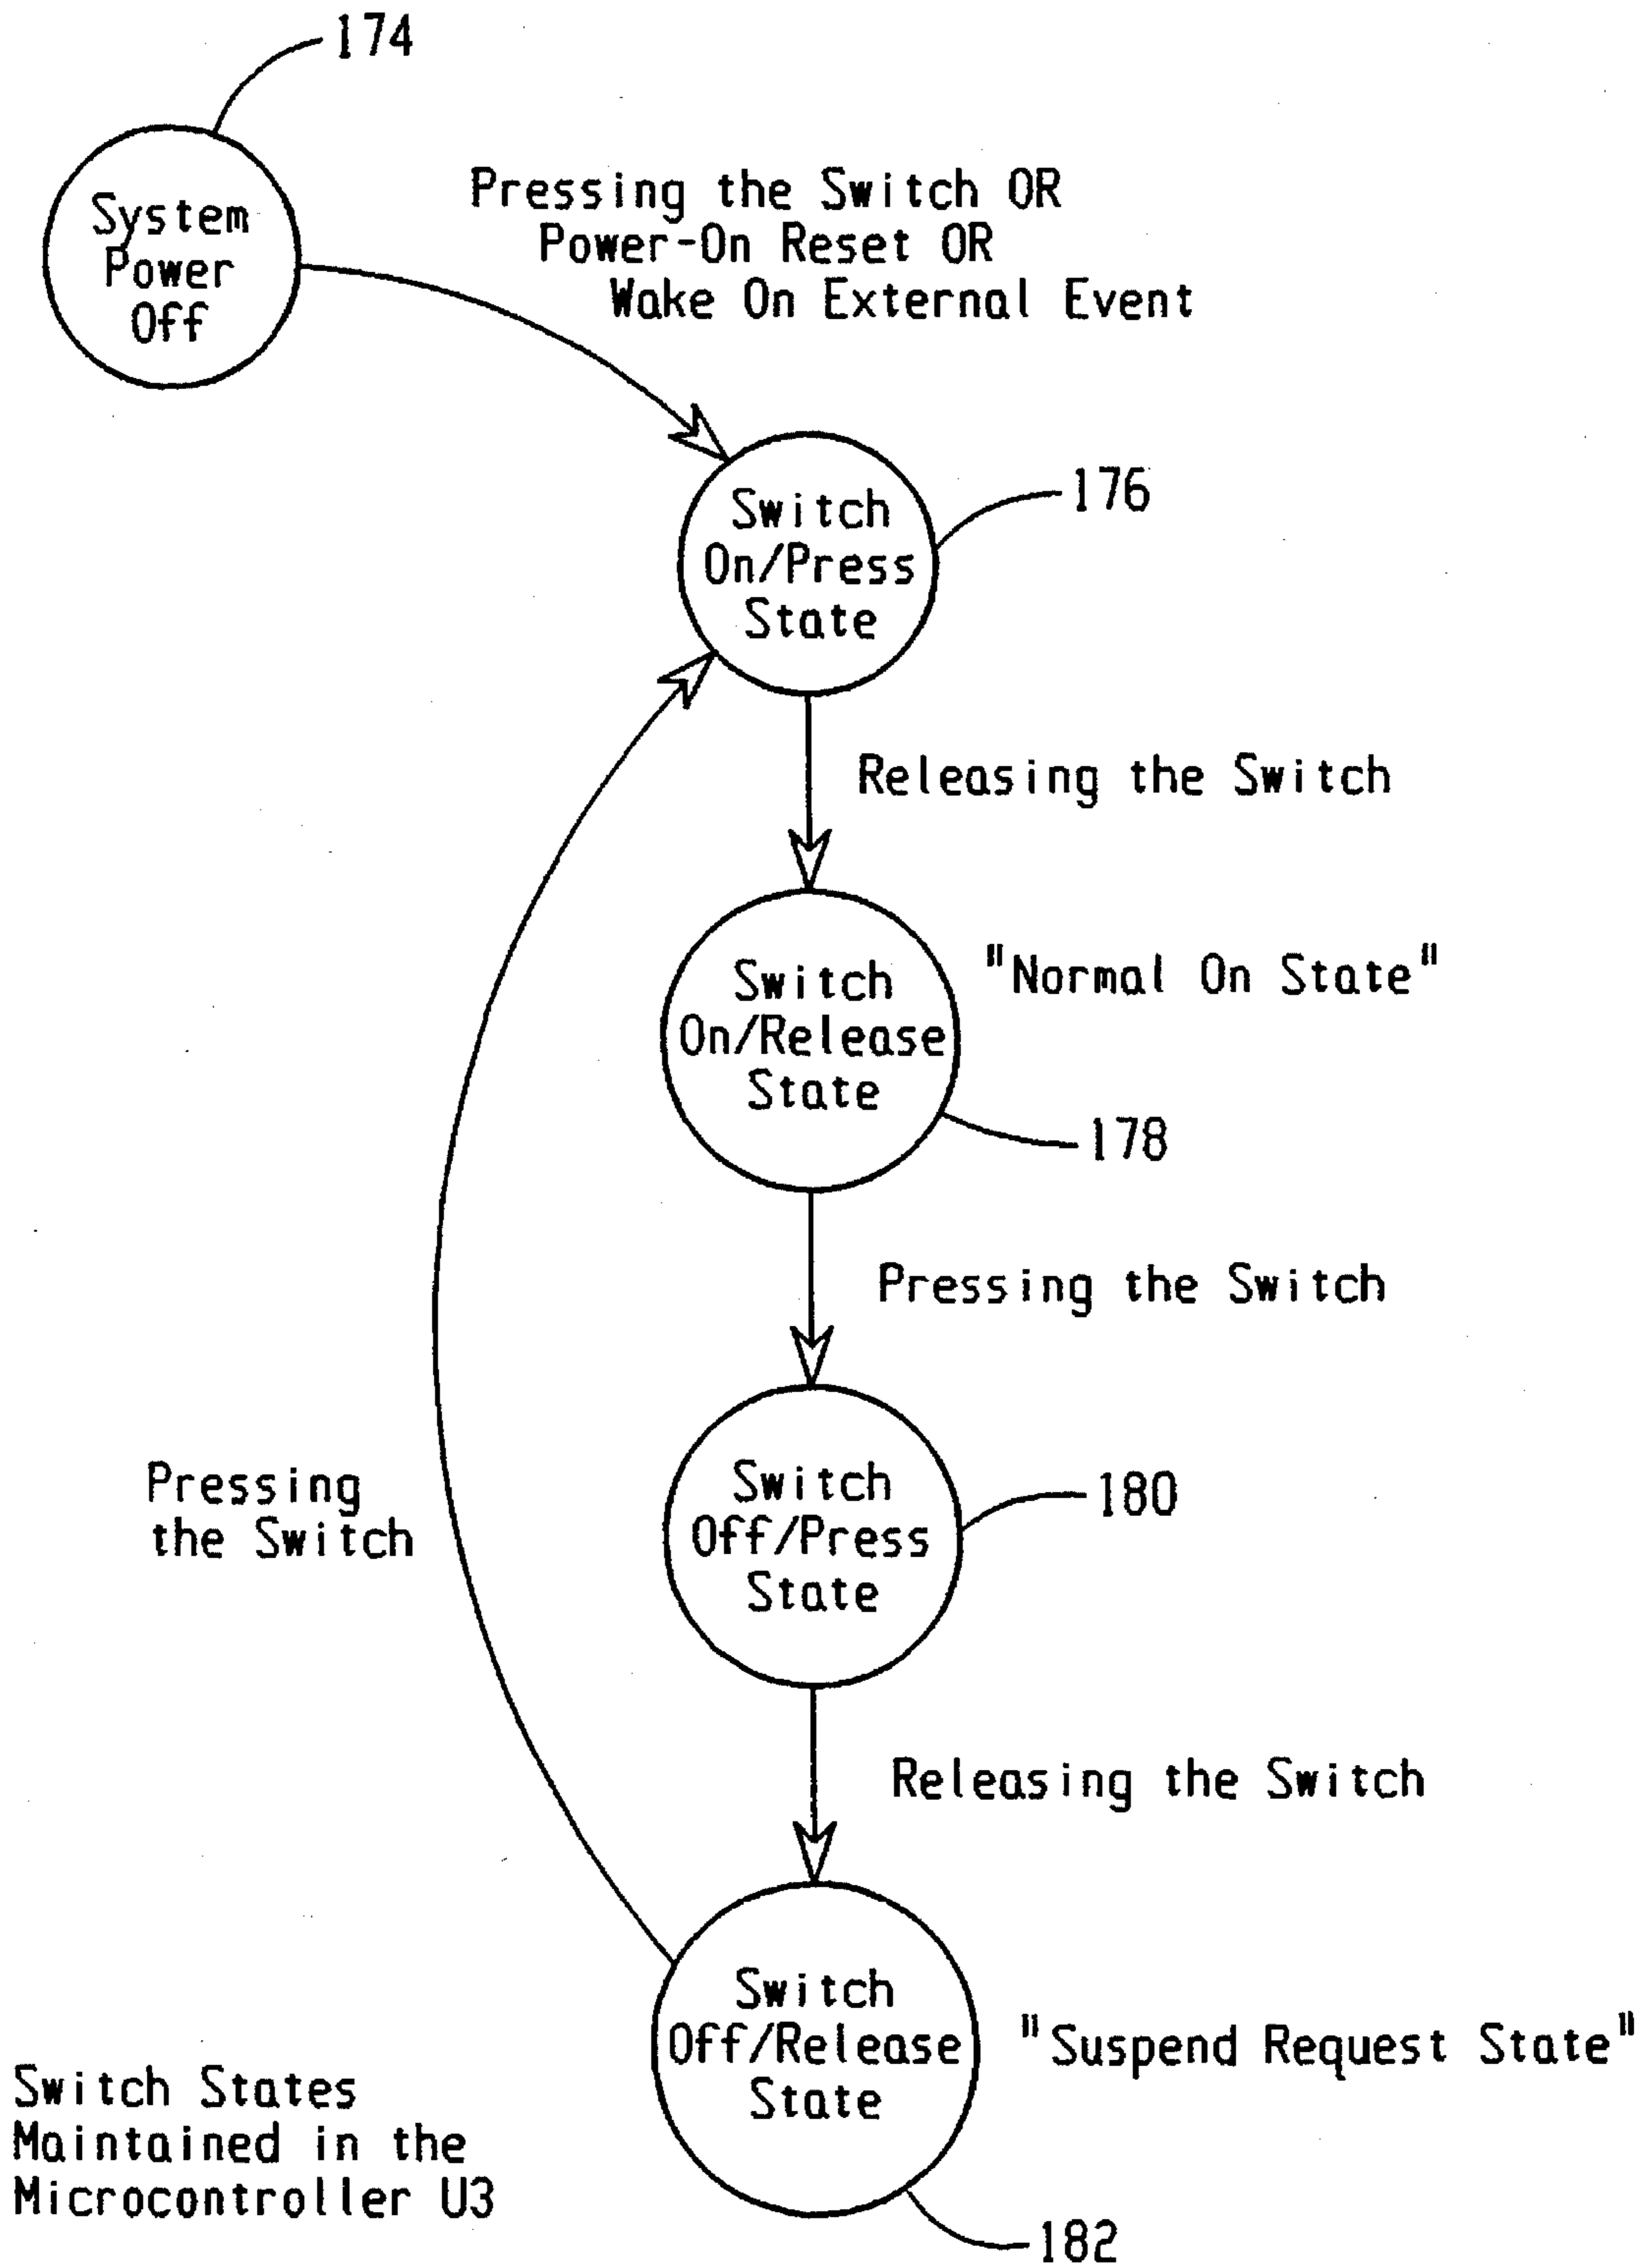 174
System
Power
Off
Pressing the Switch OR
Power-On Reset OR
Wake On External Event
Switch
On/Press
State
176
Releasing the Switch
Switch
On/Release
State
"Normal On State"
178
Pressing the Switch
Switch
Off/Press
State
180
Pressing
the Switch
Releasing the Switch
Switch
Off/Release
State
"Suspend Request State"
Switch States
Maintained in the
Microcontroller U3
182